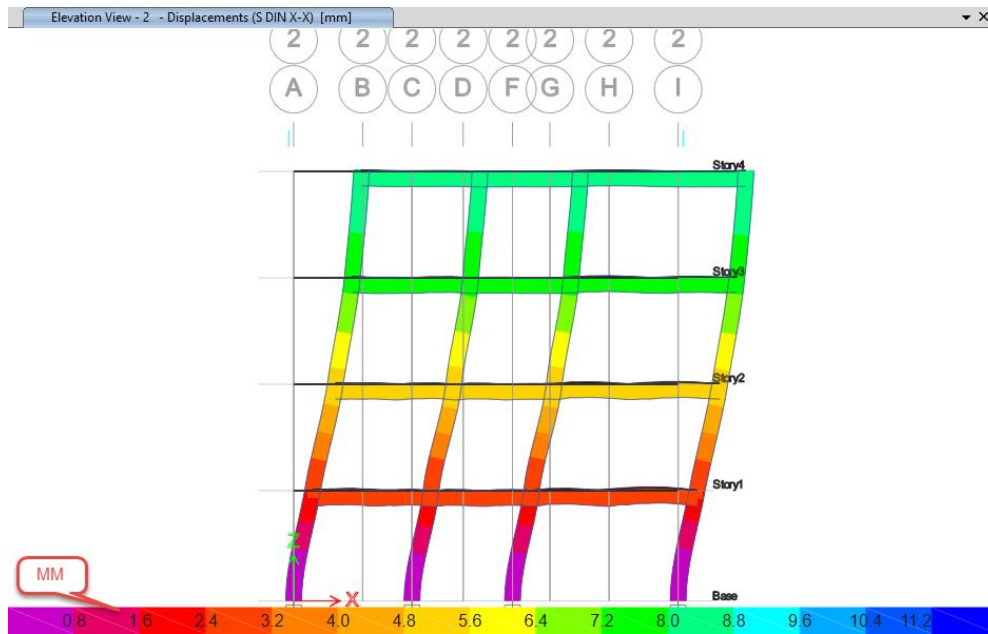 Elevation View - 2 - Displacements (S DIN X-X) [mm]
2 2 2 2 2 2 2 2
A B C D F G H I
Story4
Story3
Story2
Story1
Z
X
Base
MM
0.8 1.6 2.4 3.2 4.0 4.8 5.6 6.4 7.2 8.0 8.8 9.6 10.4 11.2